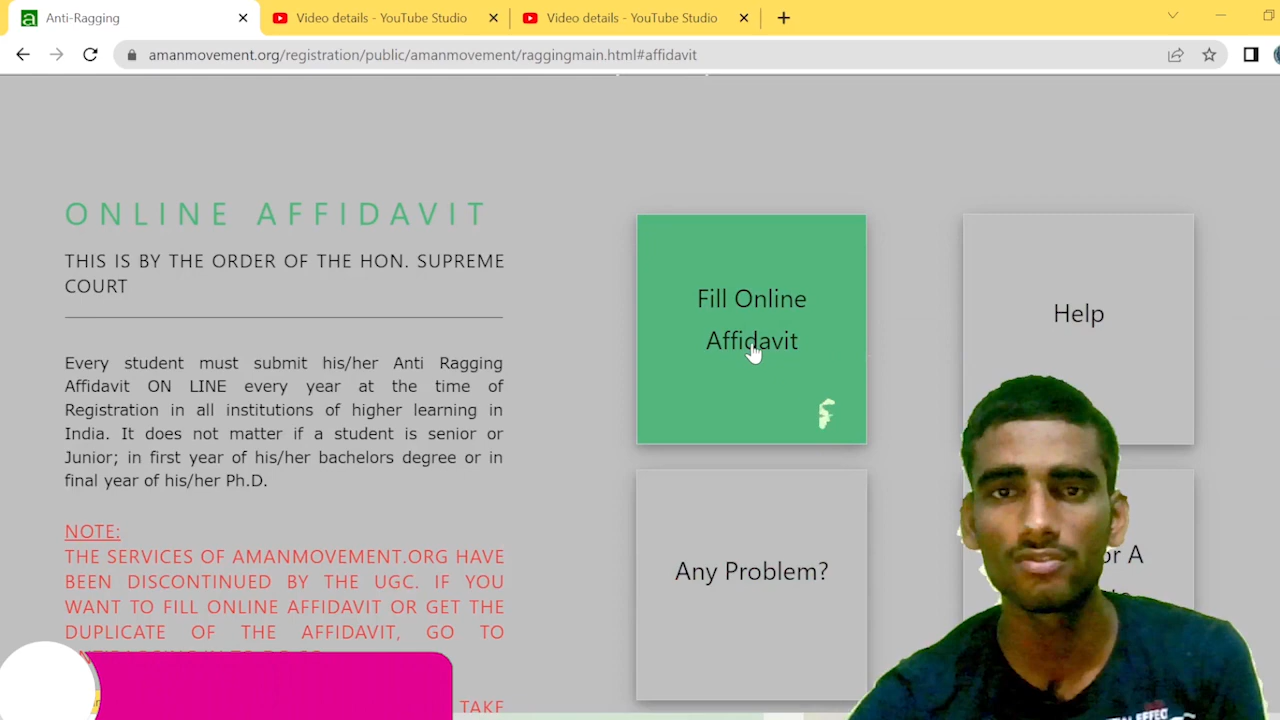 Anti-Ragging
Video details - YouTube Studio
Video details - YouTube Studio
amanmovement.org/registration/public/amanmovement/raggingmain.html#affidavit
ONLINE AFFIDAVIT
THIS IS BY THE ORDER OF THE HON. SUPREME
COURT
Every student must submit his/her Anti Ragging
Affidavit ON LINE every year at the time of
Registration in all institutions of higher learning in
India. It does not matter if a student is senior or
Junior; in first year of his/her bachelors degree or in
final year of his/her Ph.D.
NOTE:
THE SERVICES OF AMANMOVEMENT.ORG HAVE
BEEN DISCONTINUED BY THE UGC. IF YOU
WANT TO FILL ONLINE AFFIDAVIT OR GET THE
DUPLICATE OF THE AFFIDAVIT, GO TO
TAKE
Fill Online
Affidavit
Help
Any Problem?
A